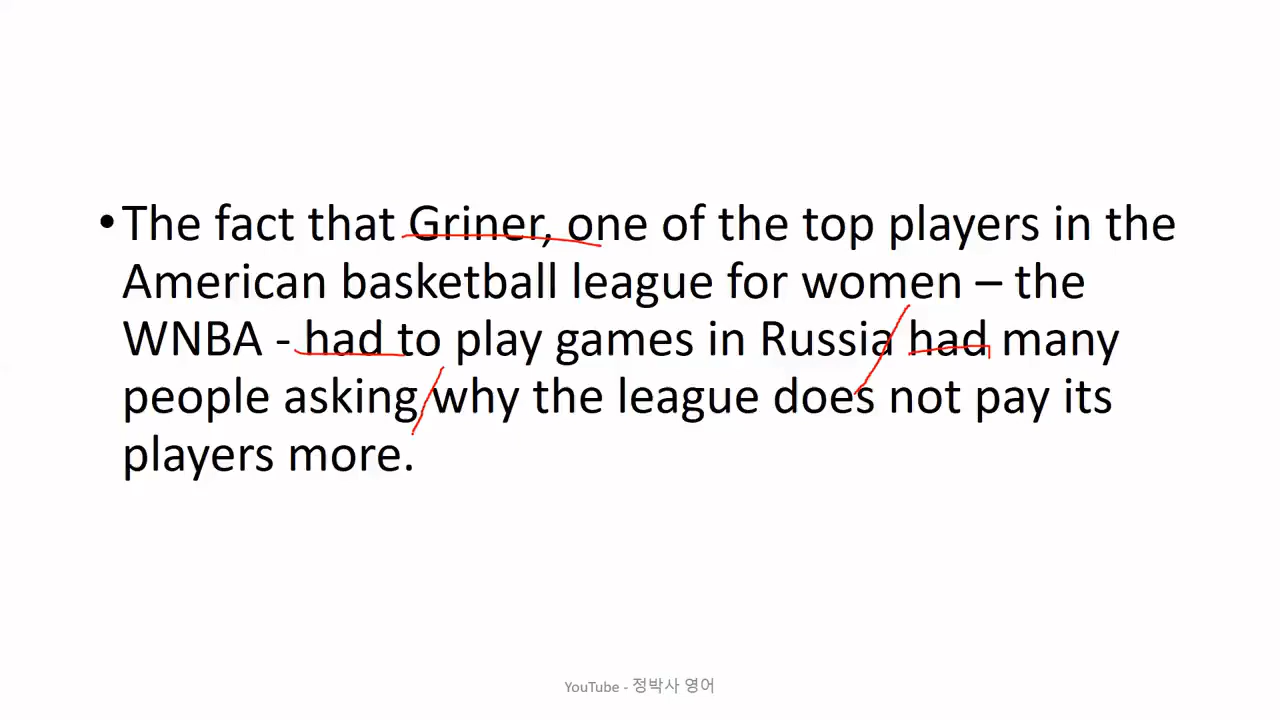 •The fact that Griner, one of the top players in the
American basketball league for women – the
WNBA - had to play games in Russia had many
people asking why the league does not pay its
players more.
YouTube - 정박사 영어